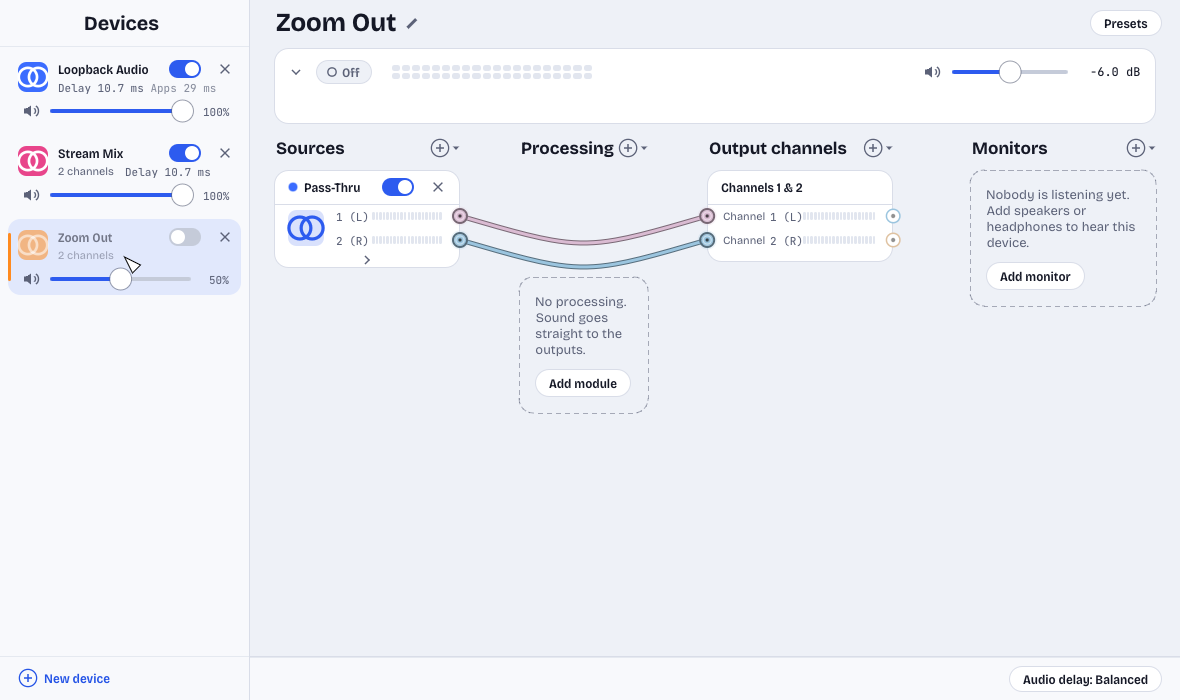 Devices
Loopback Audio
Delay 10.7 ms Apps 29 ms
100%
Stream Mix
2 channels Delay 10.7 ms
100%
Zoom Out
2 channels
50%
New device
Zoom Out
Presets
Off
-6.0 dB
Sources
Processing
Output channels
Monitors
Pass-Thru
1 (L)
2 (R)
No processing.
Sound goes
straight to the
outputs.
Add module
Channels 1 & 2
Channel 1 (L)
Channel 2 (R)
Nobody is listening yet.
Add speakers or
headphones to hear this
device.
Add monitor
Audio delay: Balanced